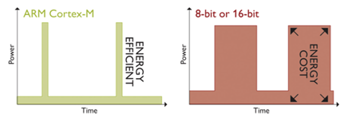 ARM Cortex-M
Power
ENERGY
EFFICIENT
Time
8-bit or 16-bit
Power
ENERGY
COST
Time